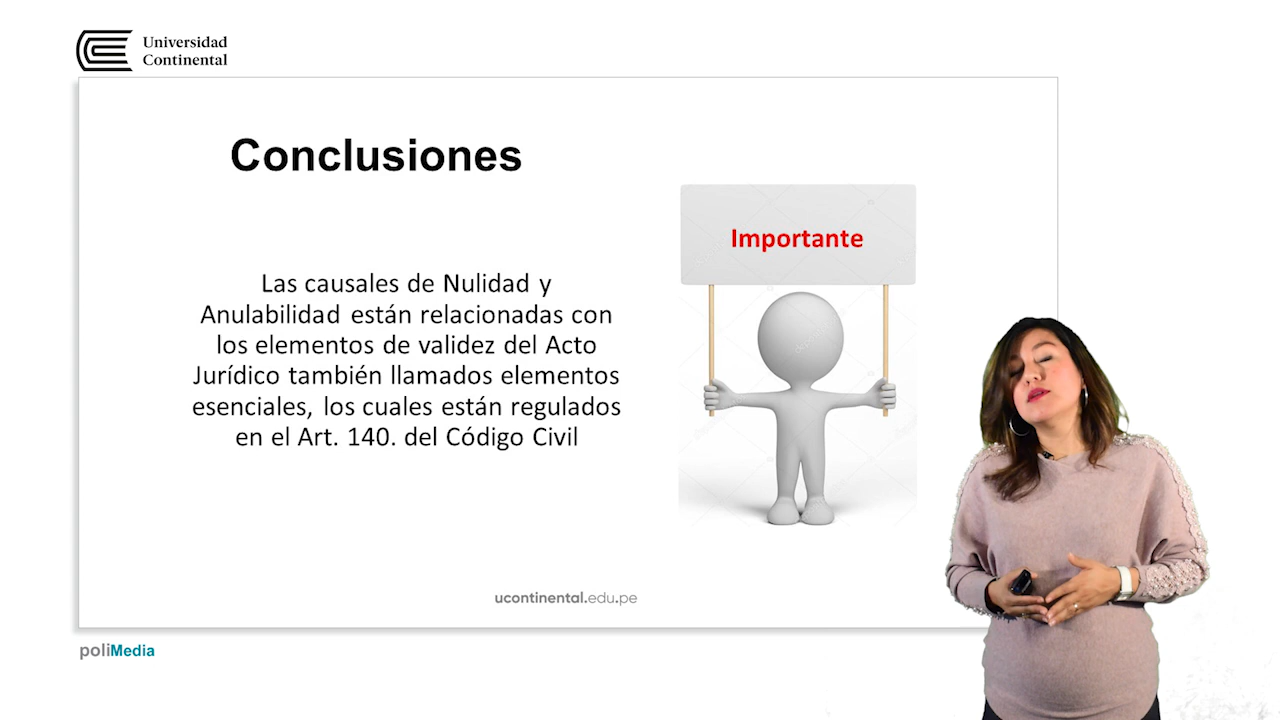 Universidad
Continental
Conclusiones
Importante
Las causales de Nulidad y
Anulabilidad están relacionadas con
los elementos de validez del Acto
Jurídico también llamados elementos
esenciales, los cuales están regulados
en el Art. 140. del Código Civil
ucontinental.edu.pe
poliMedia